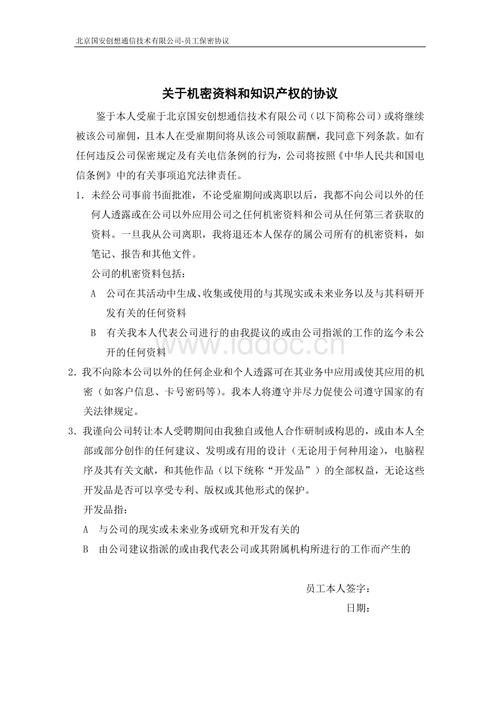 北京国安创想通信技术有限公司-员工保密协议
关于机密资料和知识产权的协议
鉴于本人受雇于北京国安创想通信技术有限公司（以下简称公司）或将继续
被该公司雇佣，且本人在受雇期间将从该公司领取薪酬，我同意下列条款。如有
任何违反公司保密规定及有关电信条例的行为，公司将按照《中华人民共和国电
信条例》中的有关事项追究法律责任。
1．未经公司事前书面批准，不论受雇期间或离职以后，我都不向公司以外的任
何人透露或在公司以外应用公司之任何机密资料和公司从任何第三者获取的
资料。一旦我从公司离职，我将退还本人保存的属公司所有的机密资料，如
笔记、报告和其他文件。
公司的机密资料包括：
A 公司在其活动中生成、收集或使用的与其现实或未来业务以及与其科研开
发有关的任何资料
B 有关我本人代表公司进行的由我提议的或由公司指派的工作的迄今未公
开的任何资料
www.iddoc.cn
2．我不向除本公司以外的任何企业和个人透露可在其业务中应用或使其应用的机
密（如客户信息、卡号密码等）。我本人将遵守并尽力促使公司遵守国家的有
关法律规定。
3．我谨向公司转让本人受聘期间由我独自或他人合作研制或构思的，或由本人全
部或部分创作的任何建议、发明或有用的设计（无论用于何种用途），电脑程
序及其有关文献，和其他作品（以下统称“开发品”）的全部权益，无论这些
开发品是否可以享受专利、版权或其他形式的保护。
开发品指：
A 与公司的现实或未来业务或研究和开发有关的
B 由公司建议指派的或由我代表公司或其附属机构所进行的工作而产生的
员工本人签字：
日期：